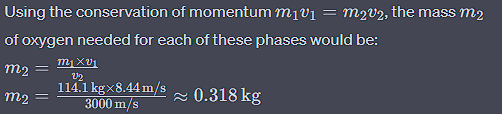 Using the conservation of momentum m₁v₁ = m₂v₂, the mass m₂
of oxygen needed for each of these phases would be:
m₂ = m₁×v₁ / v₂
m₂ = 114.1 kg×8.44 m/s / 3000 m/s ≈ 0.318 kg